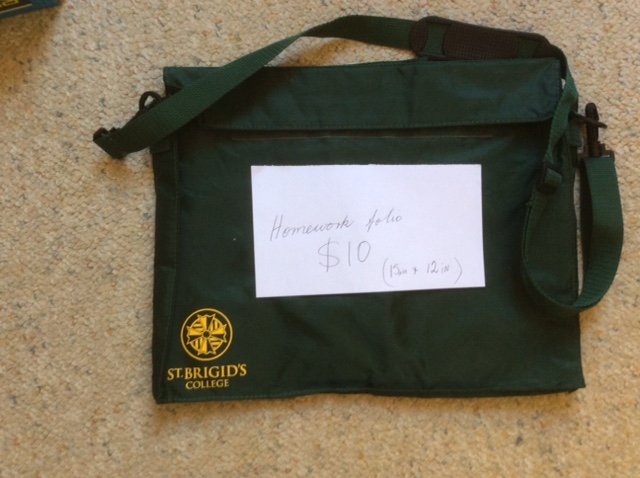 Homework folio
$10
(15in x 12in)
ST. BRIGID'S
COLLEGE